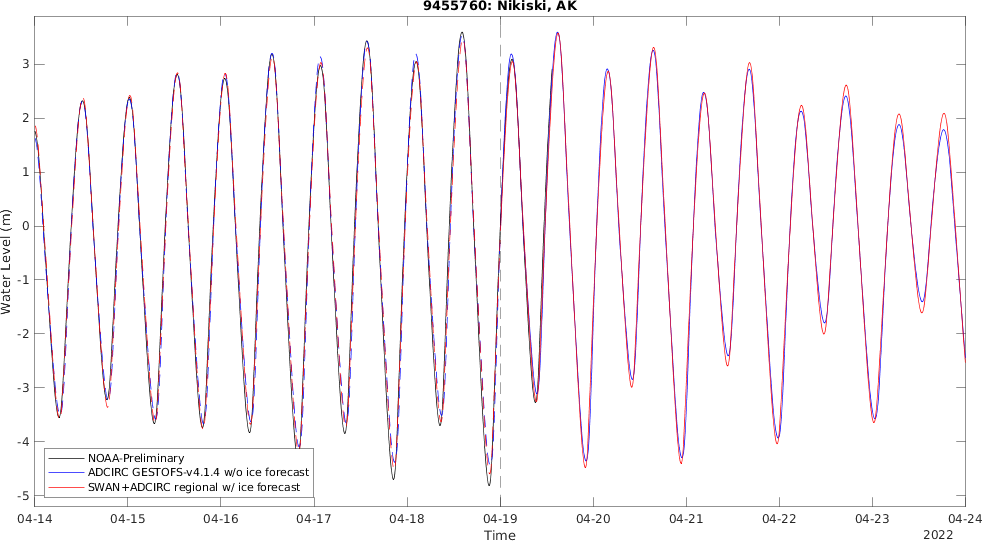 9455760: Nikiski, AK
Water Level (m)
3
2
1
0
-1
-2
-3
-4
-5
NOAA-Preliminary
ADCIRC GESTOFS-v4.1.4 w/o ice forecast
SWAN+ADCIRC regional w/ ice forecast
04-14 04-15 04-16 04-17 04-18 04-19 04-20 04-21 04-22 04-23 04-24
Time
2022